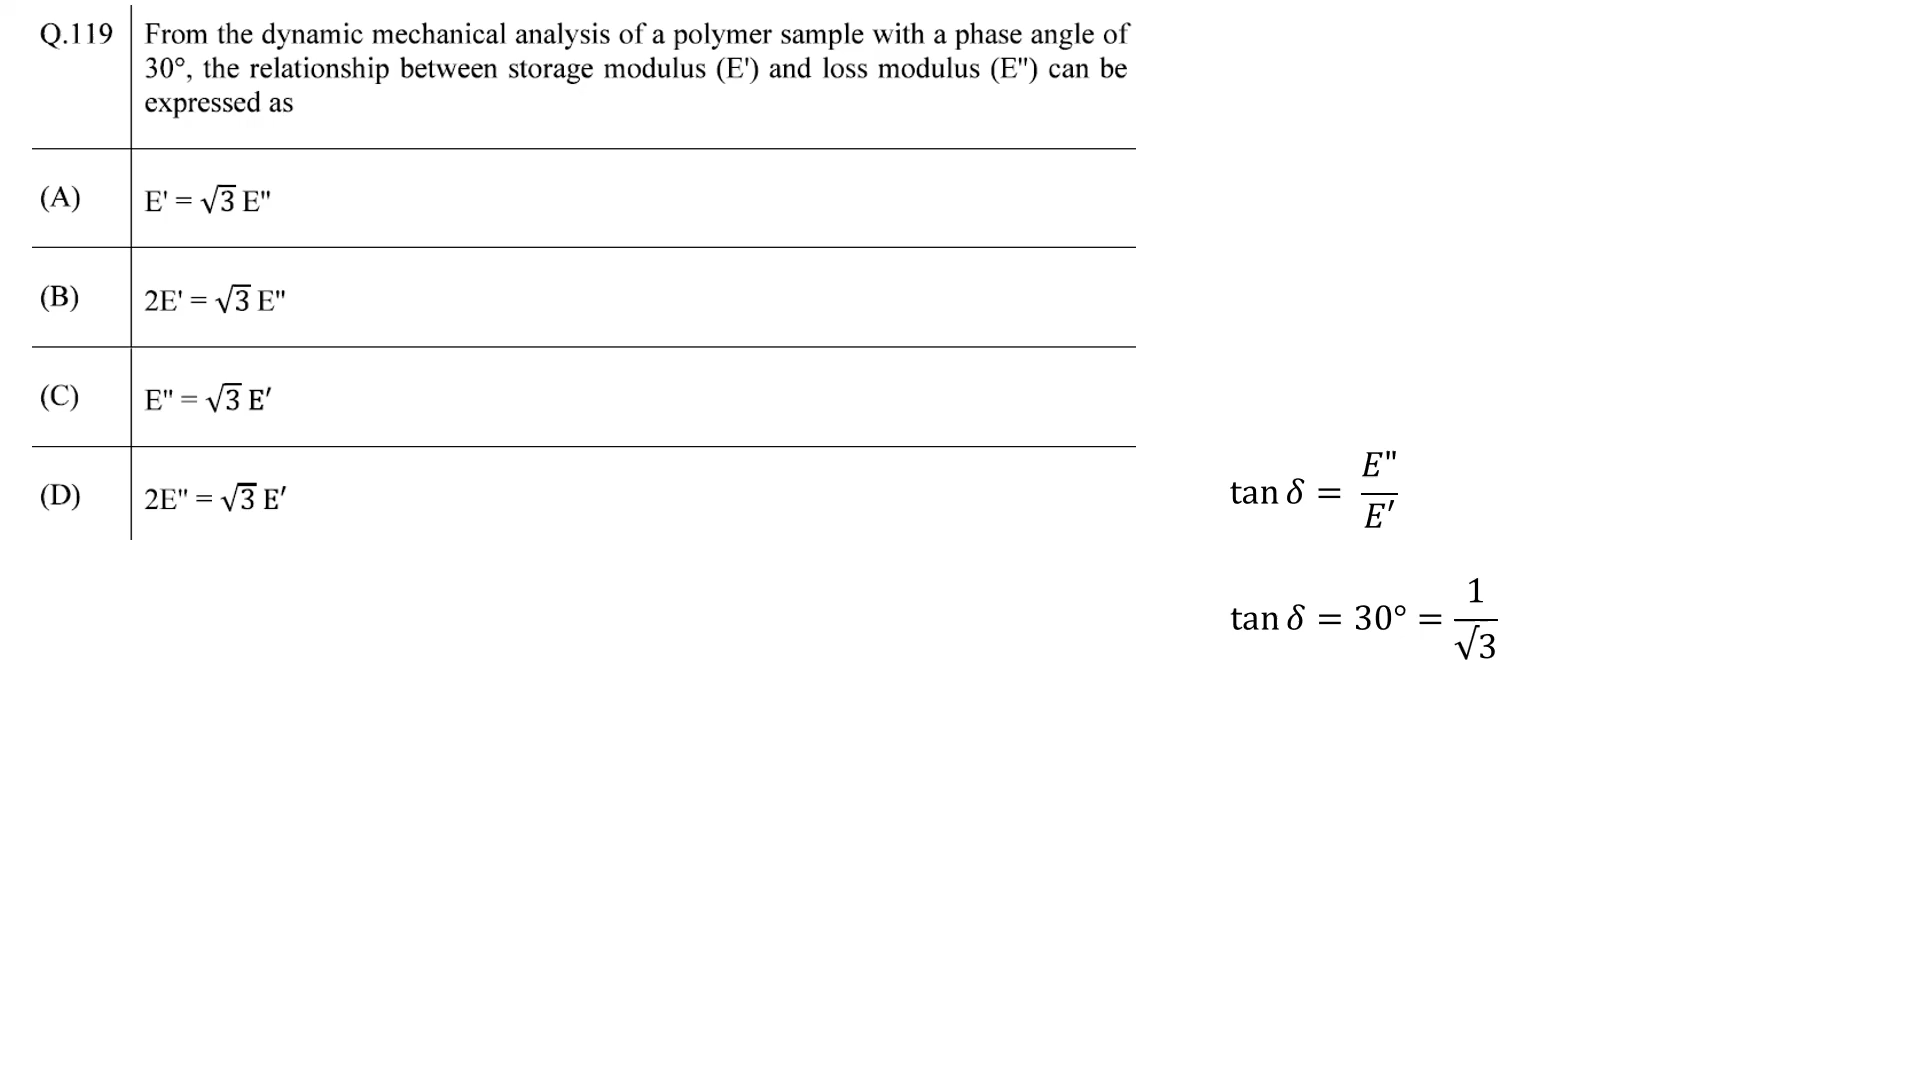 Q.119 From the dynamic mechanical analysis of a polymer sample with a phase angle of
30°, the relationship between storage modulus (E') and loss modulus (E") can be
expressed as
(A) E' = √3 E"
(B) 2E' = √3 E"
(C) E" = √3 E′
(D) 2E" = √3 E′
tan δ = E"/E′
tan δ = 30° = 1/√3